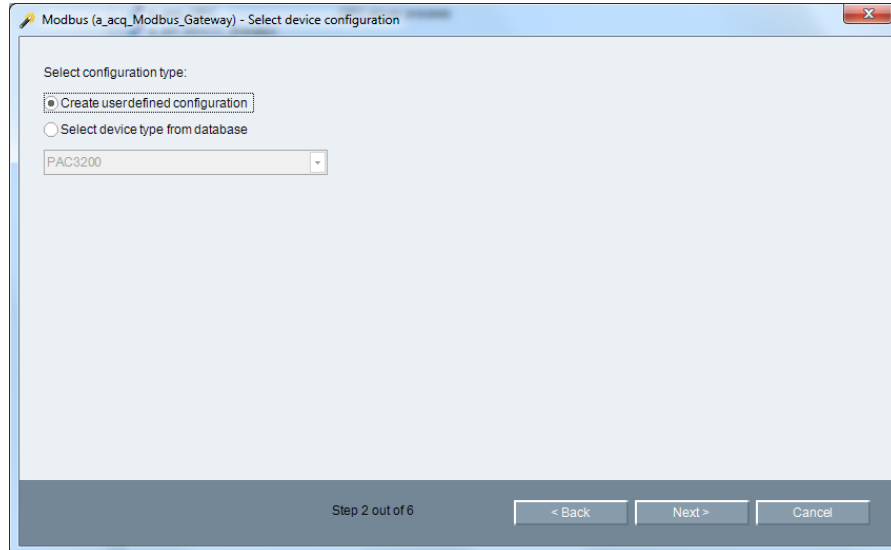 Modbus (a_acq_Modbus_Gateway) - Select device configuration
Select configuration type:
Create userdefined configuration
Select device type from database
PAC3200
Step 2 out of 6
< Back
Next >
Cancel